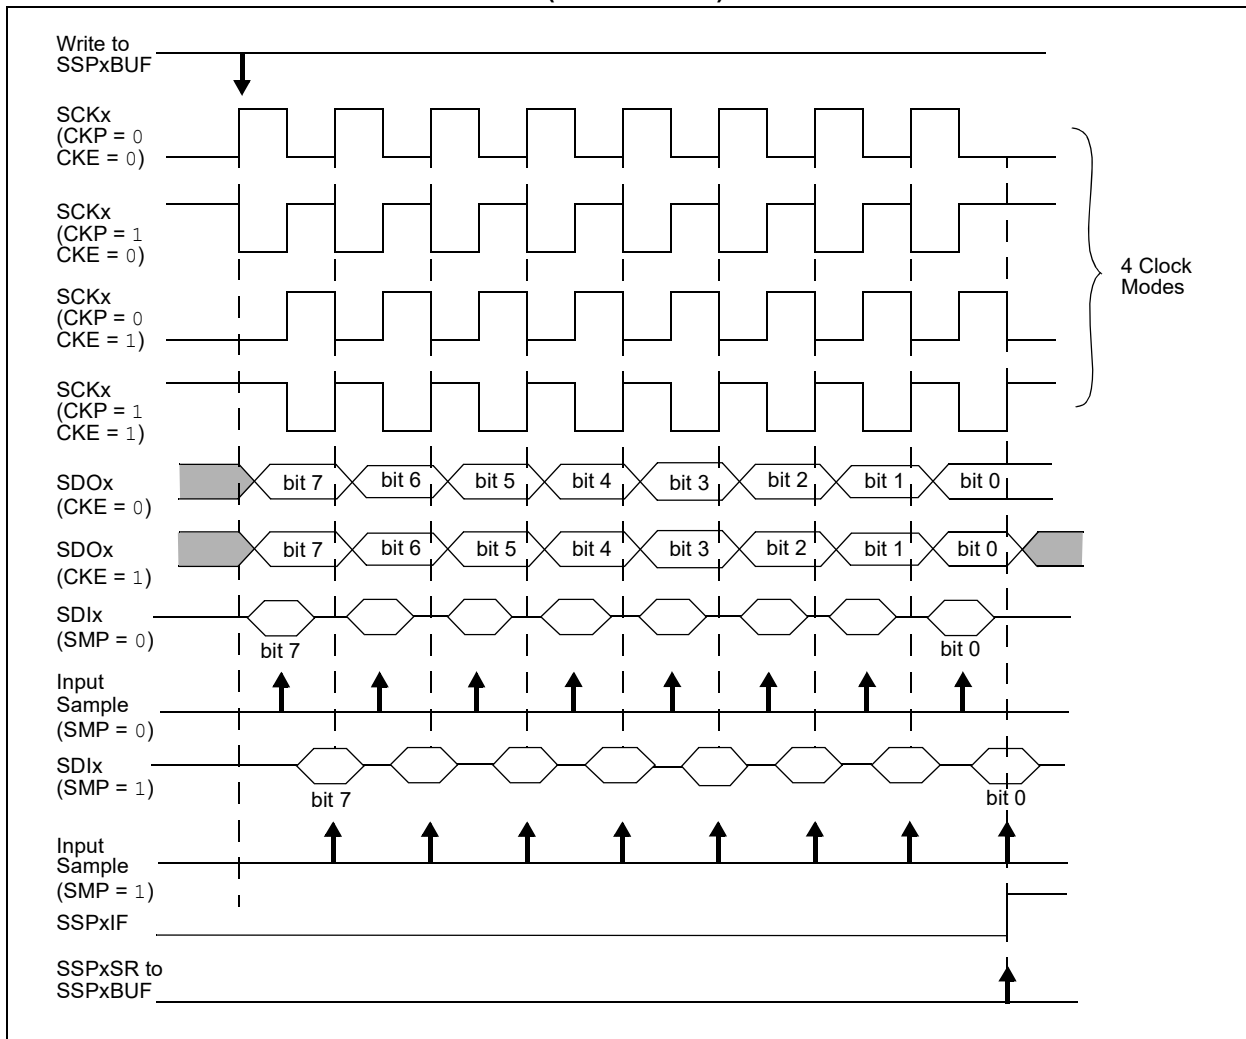 Write to
SSPxBUF
SCKx
(CKP = 0
CKE = 0)
SCKx
(CKP = 1
CKE = 0)
SCKx
(CKP = 0
CKE = 1)
SCKx
(CKP = 1
CKE = 1)
4 Clock
Modes
SDOx
(CKE = 0)
bit 7 bit 6 bit 5 bit 4 bit 3 bit 2 bit 1 bit 0
SDOx
(CKE = 1)
bit 7 bit 6 bit 5 bit 4 bit 3 bit 2 bit 1 bit 0
SDIx
(SMP = 0)
bit 7 bit 0
Input
Sample
(SMP = 0)
SDIx
(SMP = 1)
bit 7 bit 0
Input
Sample
(SMP = 1)
SSPxIF
SSPxSR to
SSPxBUF